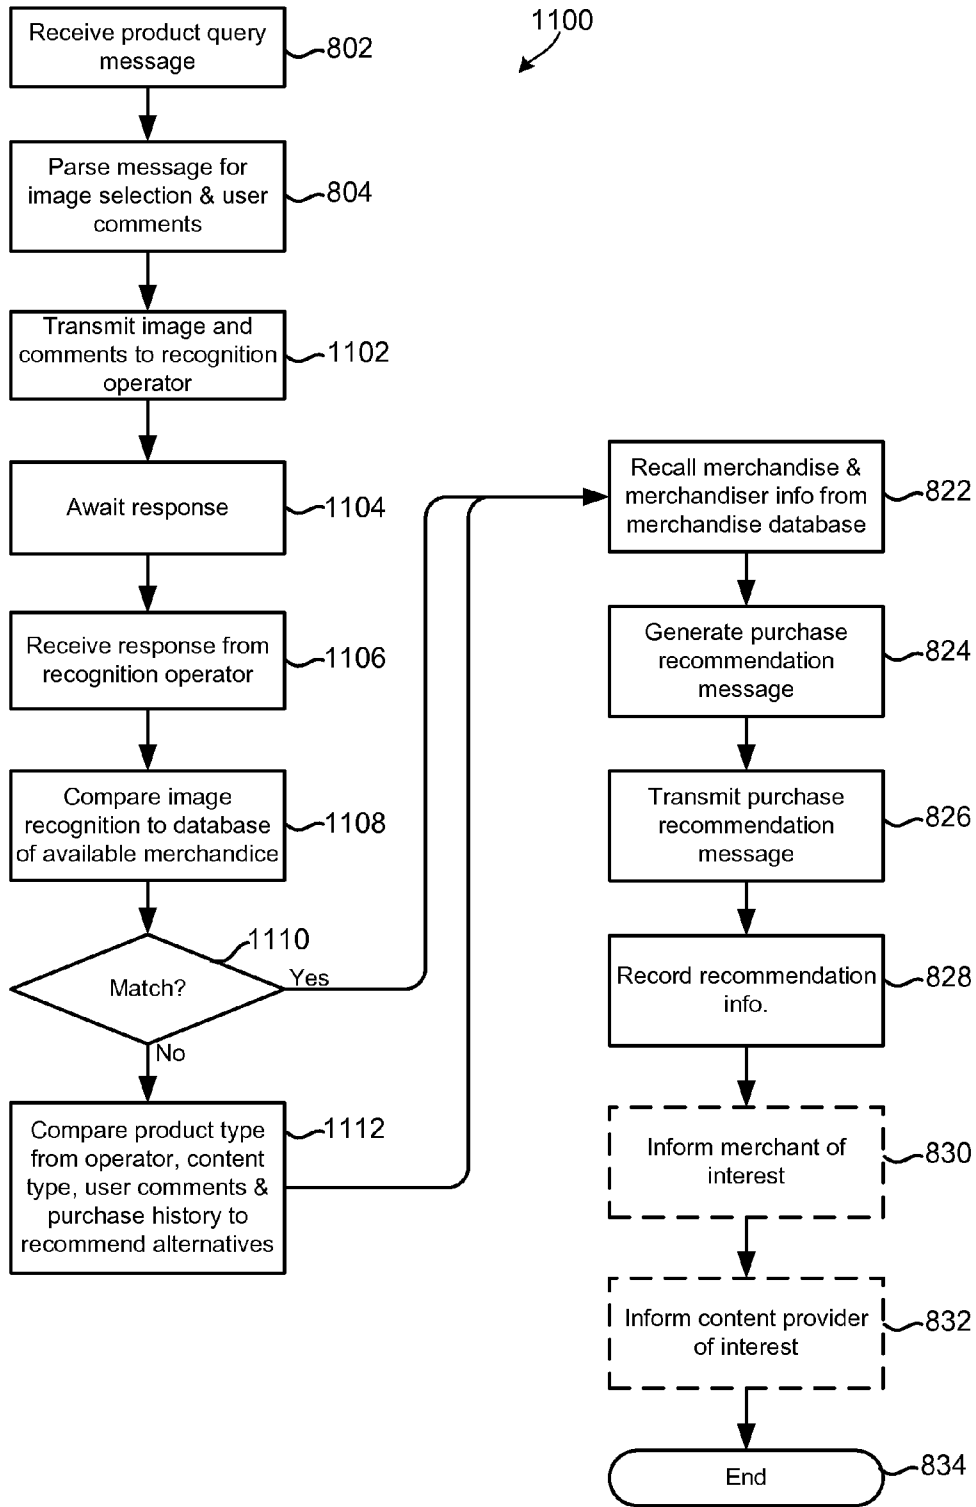 1100
Receive product query
message
802
Parse message for
image selection & user
comments
804
Transmit image and
comments to recognition
operator
1102
Await response
1104
Receive response from
recognition operator
1106
Compare image
recognition to database
of available merchandice
1108
Match?
1110
Yes
No
Compare product type
from operator, content
type, user comments &
purchase history to
recommend alternatives
1112
Recall merchandise &
merchandiser info from
merchandise database
822
Generate purchase
recommendation
message
824
Transmit purchase
recommendation
message
826
Record recommendation
info.
828
Inform merchant of
interest
830
Inform content provider
of interest
832
End
834